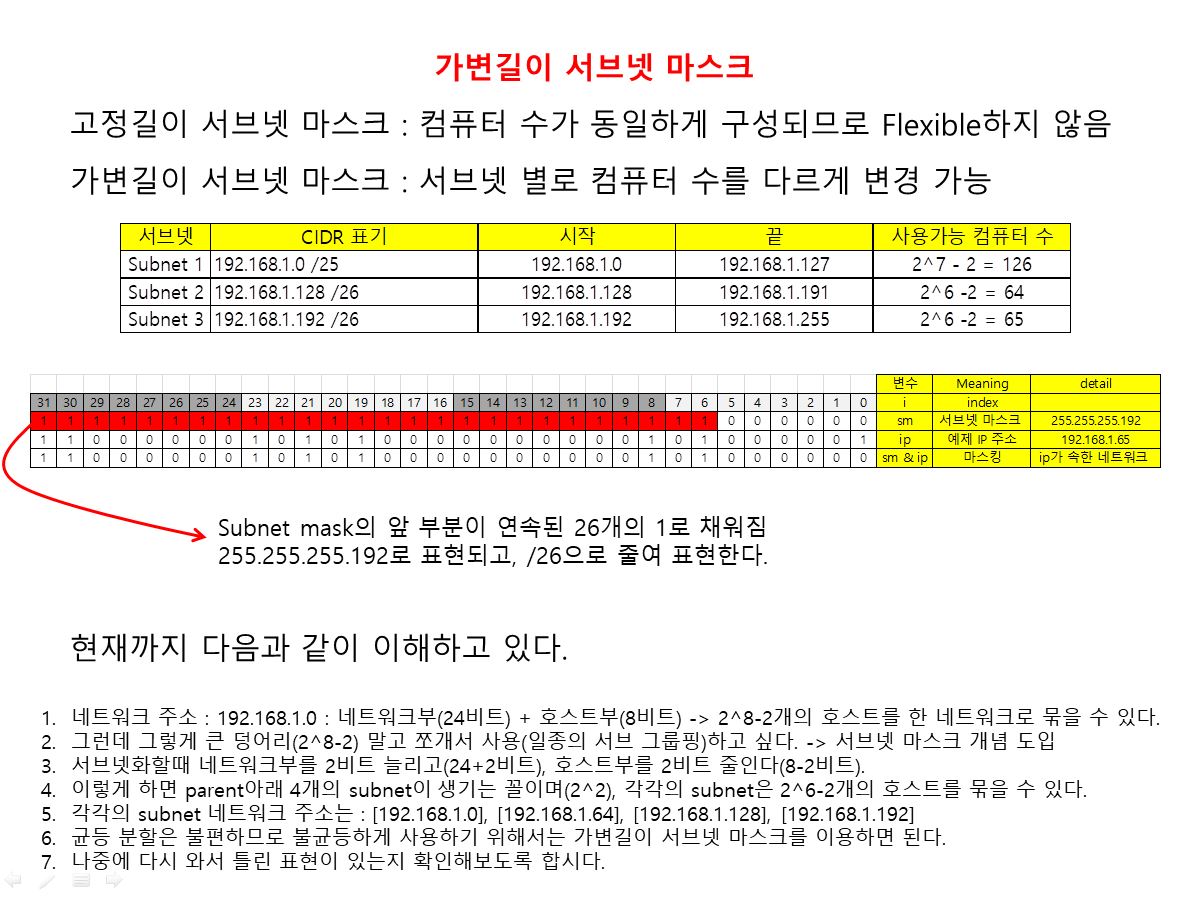 가변길이 서브넷 마스크
고정길이 서브넷 마스크 : 컴퓨터 수가 동일하게 구성되므로 Flexible하지 않음
가변길이 서브넷 마스크 : 서브넷 별로 컴퓨터 수를 다르게 변경 가능
서브넷 CIDR 표기 시작 끝 사용가능 컴퓨터 수
Subnet 1 192.168.1.0 /25 192.168.1.0 192.168.1.127 2^7 - 2 = 126
Subnet 2 192.168.1.128 /26 192.168.1.128 192.168.1.191 2^6 -2 = 64
Subnet 3 192.168.1.192 /26 192.168.1.192 192.168.1.255 2^6 -2 = 65
변수 Meaning detail
31 30 29 28 27 26 25 24 23 22 21 20 19 18 17 16 15 14 13 12 11 10 9 8 7 6 5 4 3 2 1 0 i index
1 1 1 1 1 1 1 1 1 1 1 1 1 1 1 1 1 1 1 1 1 1 1 1 1 1 0 0 0 0 0 0 sm 서브넷 마스크 255.255.255.192
1 1 0 0 0 0 0 0 1 0 1 0 1 0 0 0 0 0 0 0 0 0 0 1 0 1 0 0 0 0 0 1 ip 예제 IP 주소 192.168.1.65
1 1 0 0 0 0 0 0 1 0 1 0 1 0 0 0 0 0 0 0 0 0 0 1 0 1 0 0 0 0 0 0 sm & ip 마스킹 ip가 속한 네트워크
Subnet mask의 앞 부분이 연속된 26개의 1로 채워짐
255.255.255.192로 표현되고, /26으로 줄여 표현한다.
현재까지 다음과 같이 이해하고 있다.
1. 네트워크 주소 : 192.168.1.0 : 네트워크부(24비트) + 호스트부(8비트) -> 2^8-2개의 호스트를 한 네트워크로 묶을 수 있다.
2. 그런데 그렇게 큰 덩어리(2^8-2) 말고 쪼개서 사용(일종의 서브 그룹핑)하고 싶다. -> 서브넷 마스크 개념 도입
3. 서브넷화할때 네트워크부를 2비트 늘리고(24+2비트), 호스트부를 2비트 줄인다(8-2비트).
4. 이렇게 하면 parent아래 4개의 subnet이 생기는 꼴이며(2^2), 각각의 subnet은 2^6-2개의 호스트를 묶을 수 있다.
5. 각각의 subnet 네트워크 주소는 : [192.168.1.0], [192.168.1.64], [192.168.1.128], [192.168.1.192]
6. 균등 분할은 불편하므로 불균등하게 사용하기 위해서는 가변길이 서브넷 마스크를 이용하면 된다.
7. 나중에 다시 와서 틀린 표현이 있는지 확인해보도록 합시다.